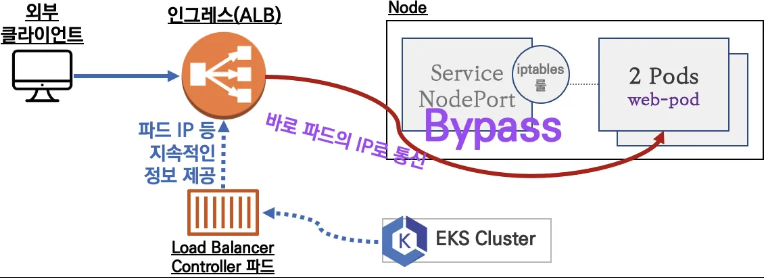 외부
클라이언트
인그레스(ALB)
Node
Service
NodePort
iptables
룰
2 Pods
web-pod
Bypass
바로 파드의 IP로 통신
파드 IP 등
지속적인
정보 제공
Load Balancer
Controller 파드
K
EKS Cluster